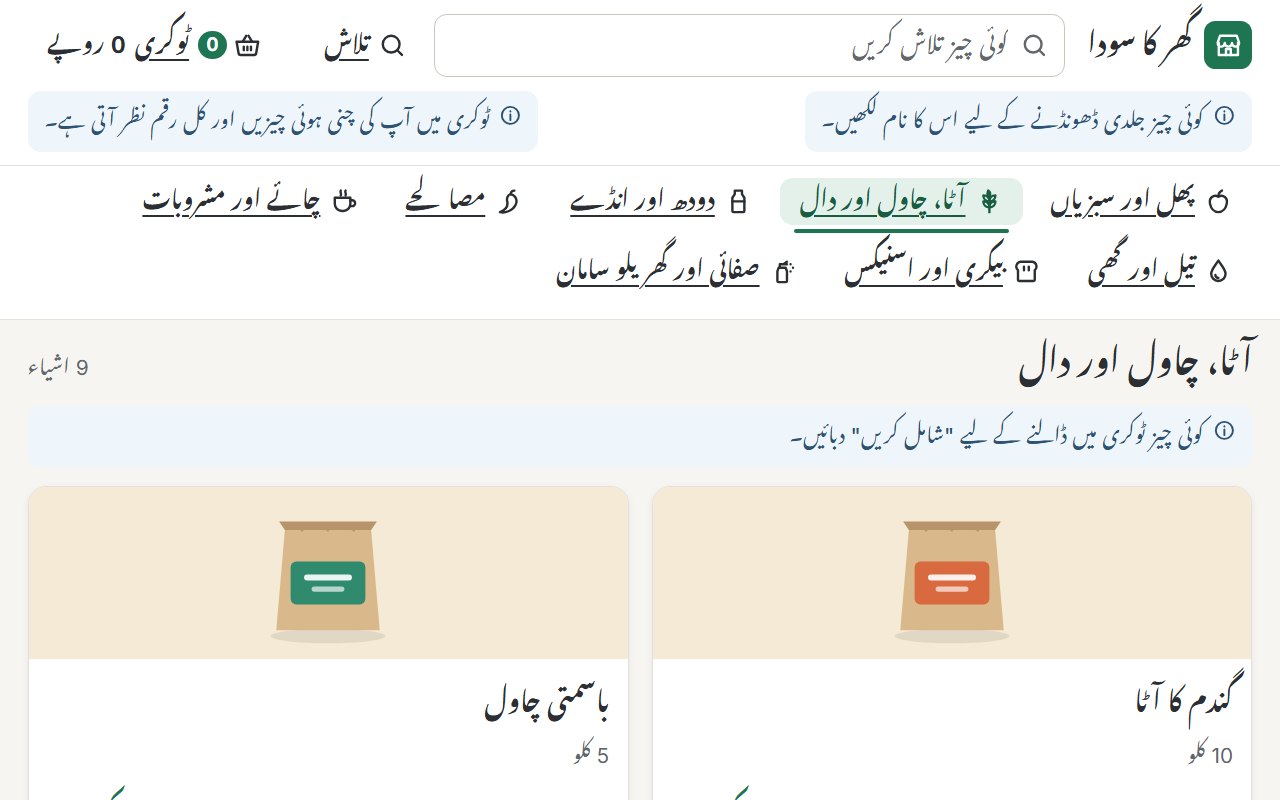 گھر کا سودا
کوئی چیز تلاش کریں
تلاش
0 ٹوکری 0 روپے
کوئی چیز جلدی ڈھونڈنے کے لیے اس کا نام لکھیں۔
ٹوکری میں آپ کی چنی ہوئی چیزیں اور کل رقم نظر آتی ہے۔
پھل اور سبزیاں
آٹا، چاول اور دال
دودھ اور انڈے
مصالحے
چائے اور مشروبات
تیل اور گھی
بیکری اور اسنیکس
صفائی اور گھریلو سامان
آٹا، چاول اور دال
9 اشیاء
کوئی چیز ٹوکری میں ڈالنے کے لیے "شامل کریں" دبائیں۔
گندم کا آٹا
10 کلو
باسمتی چاول
5 کلو